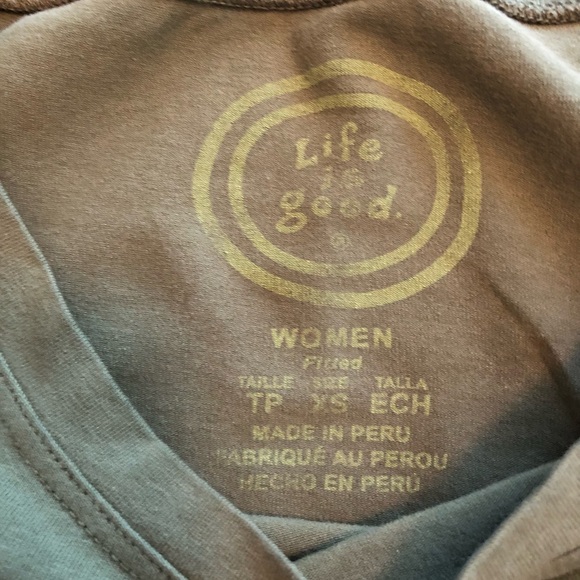 Life
is
good.
®
WOMEN
Fitted
TAILLE SIZE TALLA
TP XS ECH
MADE IN PERU
FABRIQUÉ AU PEROU
HECHO EN PERÚ